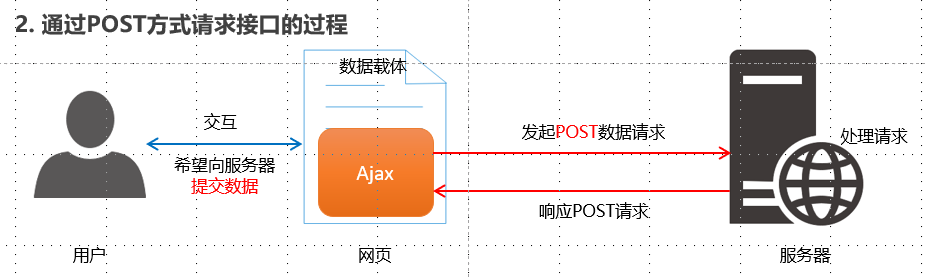 2. 通过POST方式请求接口的过程
数据载体
交互
希望向服务器
提交数据
Ajax
发起POST数据请求
响应POST请求
处理请求
用户
网页
服务器